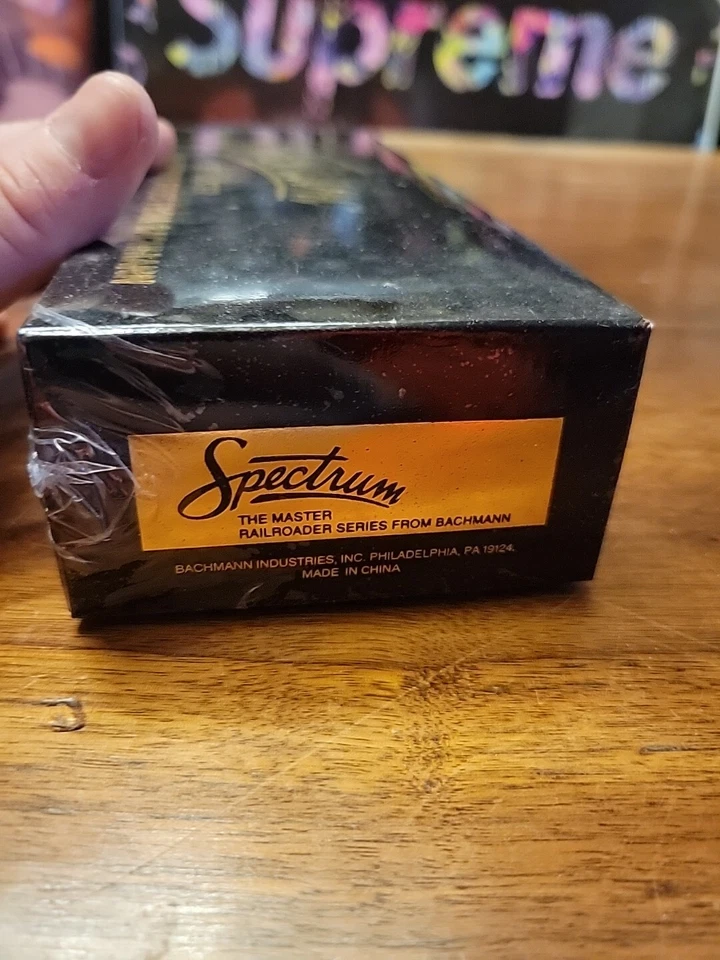 Supreme
Spectrum
THE MASTER
RAILROADER SERIES FROM BACHMANN
BACHMANN INDUSTRIES, INC. PHILADELPHIA, PA 19124.
MADE IN CHINA